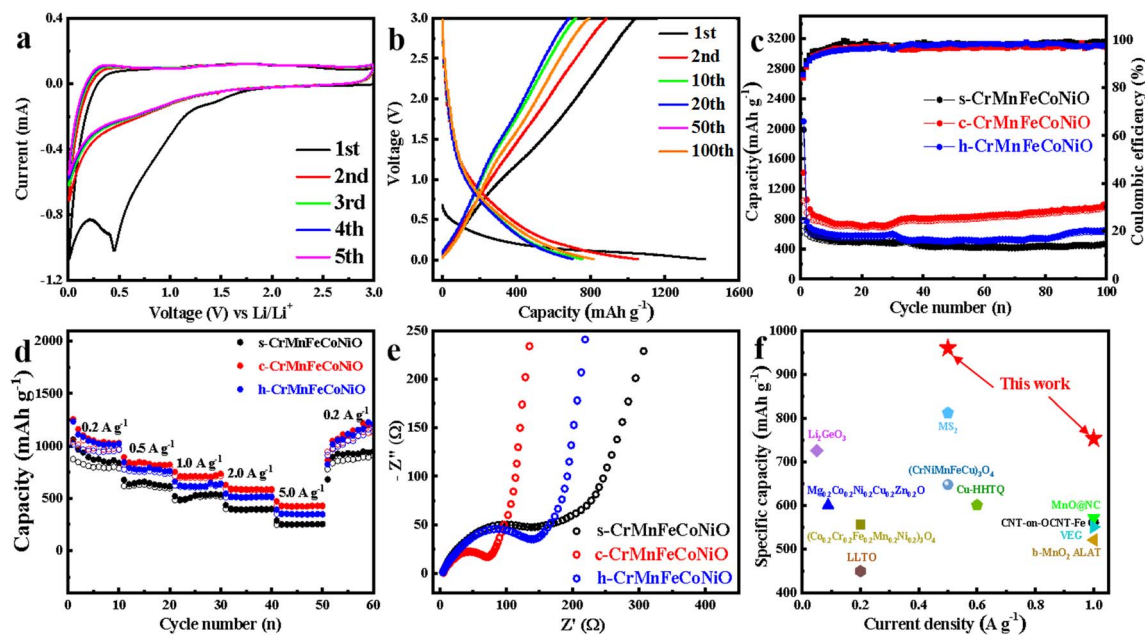 a
0.4
0.0
-0.4
-0.8
-1.2
Current (mA)
1st
2nd
3rd
4th
5th
0.0 0.5 1.0 1.5 2.0 2.5 3.0
Voltage (V) vs Li/Li⁺
b
3.0
2.5
2.0
1.5
1.0
0.5
0.0
Voltage (V)
1st
2nd
10th
20th
50th
100th
0 400 800 1200 1600
Capacity (mAh g⁻¹)
c
3200
2800
2400
2000
1600
1200
800
400
0
Capacity(mAh g⁻¹)
s-CrMnFeCoNiO
c-CrMnFeCoNiO
h-CrMnFeCoNiO
100
80
60
40
20
0
Coulombic efficiency (%)
0 20 40 60 80 100
Cycle number (n)
d
2000
1500
1000
500
0
Capacity (mAh g⁻¹)
s-CrMnFeCoNiO
c-CrMnFeCoNiO
h-CrMnFeCoNiO
0.2 A g⁻¹
0.5 A g⁻¹
1.0 A g⁻¹
2.0 A g⁻¹
5.0 A g⁻¹
0.2 A g⁻¹
0 10 20 30 40 50 60
Cycle number (n)
e
250
200
150
100
50
0
- Z'' (Ω)
s-CrMnFeCoNiO
c-CrMnFeCoNiO
h-CrMnFeCoNiO
0 100 200 300 400
Z' (Ω)
f
1000
900
800
700
600
500
400
Specific capacity (mAh g⁻¹)
This work
MS₂
Li₂GeO₃
(CrNiMnFeCu)₃O₄
Mg₀.₂Co₀.₂Ni₀.₂Cu₀.₂Zn₀.₂O
Cu-HHTQ
MnO@NC
CNT-on-OCNT-Fe
(Co₀.₂Cr₀.₂Fe₀.₂Mn₀.₂Ni₀.₂)₃O₄
VEG
b-MnO₂ ALAT
LLTO
0.0 0.2 0.4 0.6 0.8 1.0
Current density (A g⁻¹)